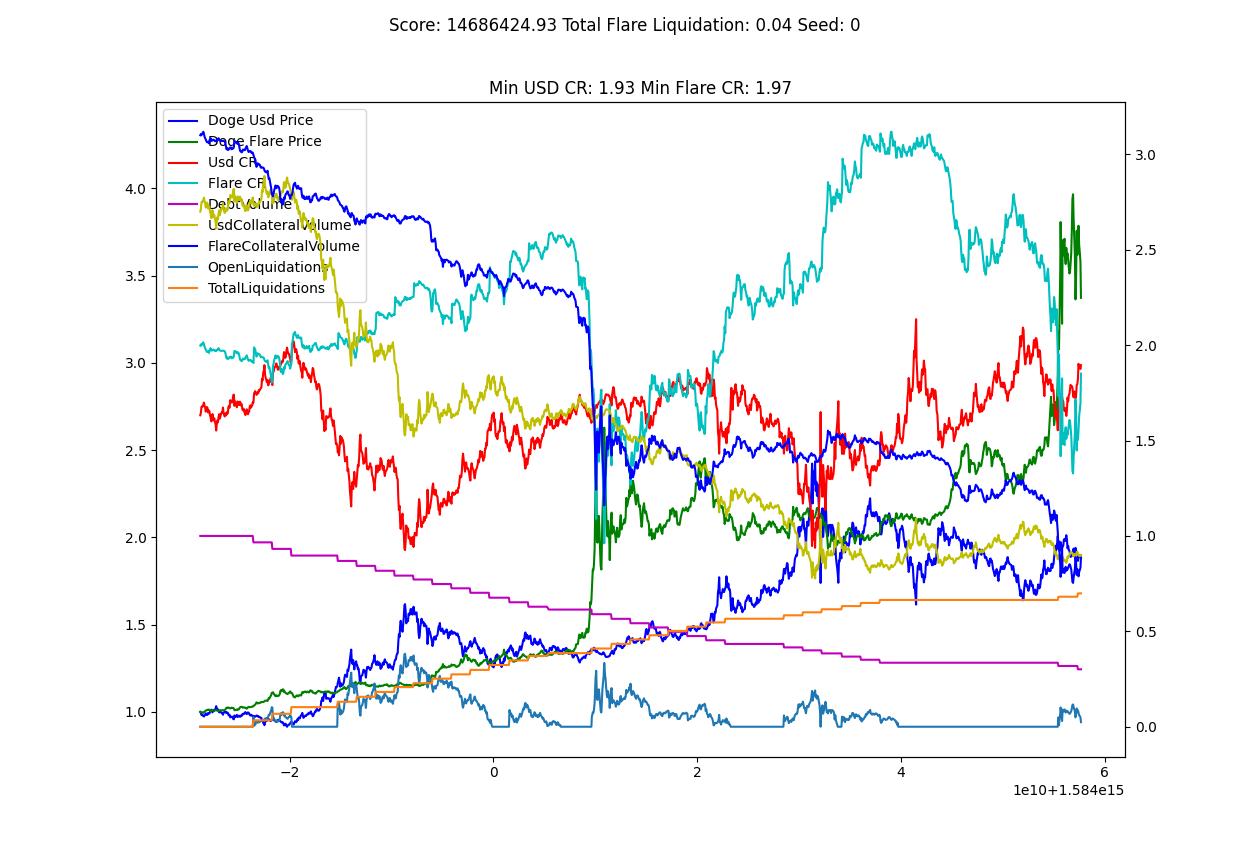 Score: 14686424.93 Total Flare Liquidation: 0.04 Seed: 0
Min USD CR: 1.93 Min Flare CR: 1.97
Doge Usd Price
Doge Flare Price
Usd CR
Flare CR
DebtVolume
UsdCollateralVolume
FlareCollateralVolume
OpenLiquidations
TotalLiquidations
4.0
3.5
3.0
2.5
2.0
1.5
1.0
3.0
2.5
2.0
1.5
1.0
0.5
0.0
−2
0
2
4
6
1e10+1.584e15